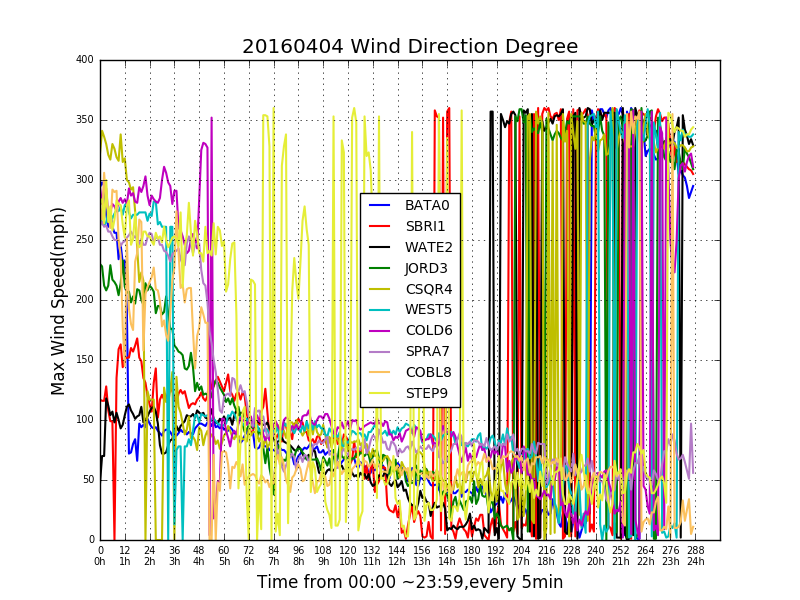 20160404 Wind Direction Degree
Max Wind Speed(mph)
400
350
300
250
200
150
100
50
0
BATA0
SBRI1
WATE2
JORD3
CSQR4
WEST5
COLD6
SPRA7
COBL8
STEP9
0 12 24 36 48 60 72 84 96 108 120 132 144 156 168 180 192 204 216 228 240 252 264 276 288
0h 1h 2h 3h 4h 5h 6h 7h 8h 9h 10h 11h 12h 13h 14h 15h 16h 17h 18h 19h 20h 21h 22h 23h 24h
Time from 00:00 ~23:59,every 5min